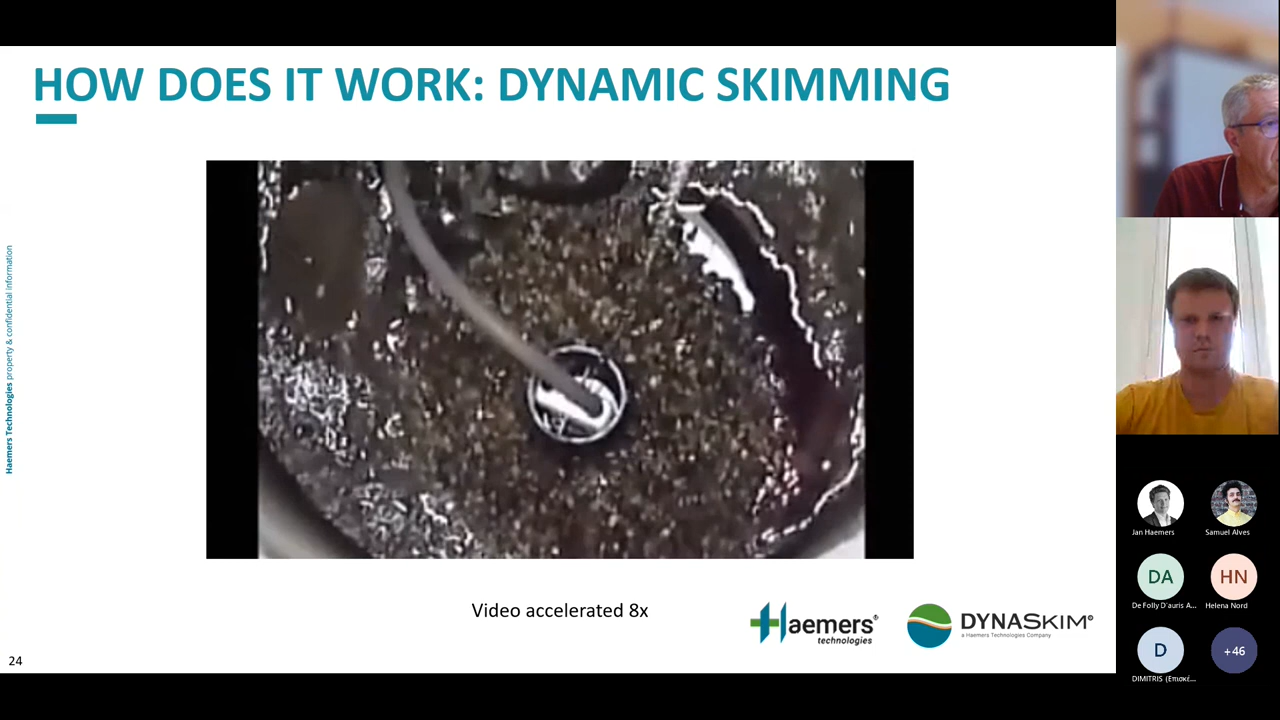 HOW DOES IT WORK: DYNAMIC SKIMMING
Haemers Technologies property & confidential information
Video accelerated 8x
Haemers®
technologies
DYNASKIM®
a Haemers Technologies Company
24
Jan Haemers
Samuel Alves
DA
HN
De Folly D'auris A...
Helena Nord
D
+46
DIMITRIS (Επισκέ...